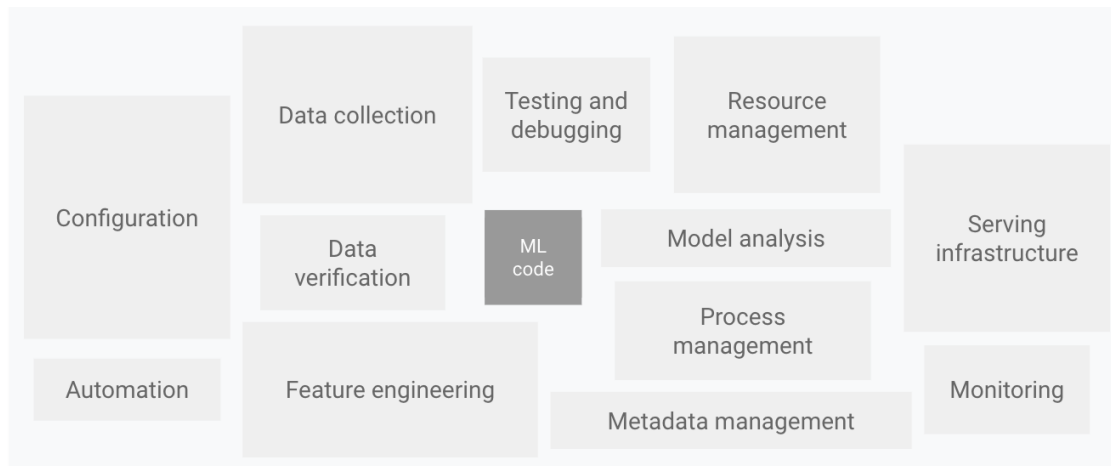 Configuration
Automation
Data collection
Data
verification
Feature engineering
Testing and
debugging
ML
code
Resource
management
Model analysis
Process
management
Metadata management
Serving
infrastructure
Monitoring